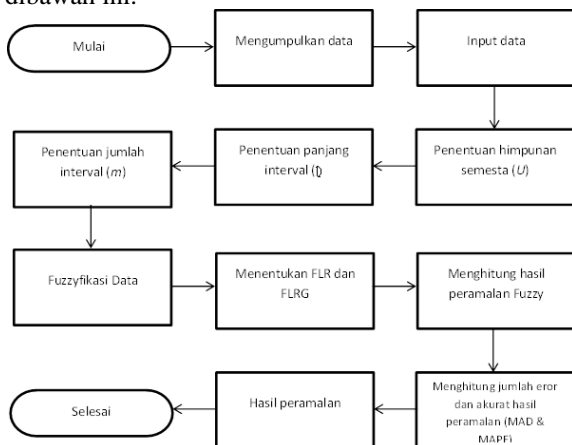 dibawah ini:
Mulai
Mengumpulkan data
Input data
Penentuan himpunan
semesta (U)
Penentuan panjang
interval (ℓ)
Penentuan jumlah
interval (m)
Fuzzyfikasi Data
Menentukan FLR dan
FLRG
Menghitung hasil
peramalan Fuzzy
Menghitung jumlah eror
dan akurat hasil
peramalan (MAD &
MAPE)
Hasil peramalan
Selesai